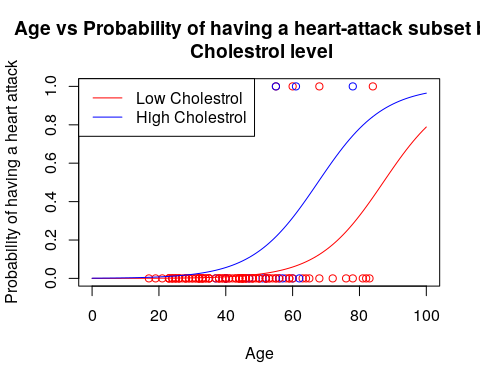 Age vs Probability of having a heart-attack subset b
Cholestrol level
Probability of having a heart attack
0.0 0.2 0.4 0.6 0.8 1.0
Low Cholestrol
High Cholestrol
0 20 40 60 80 100
Age